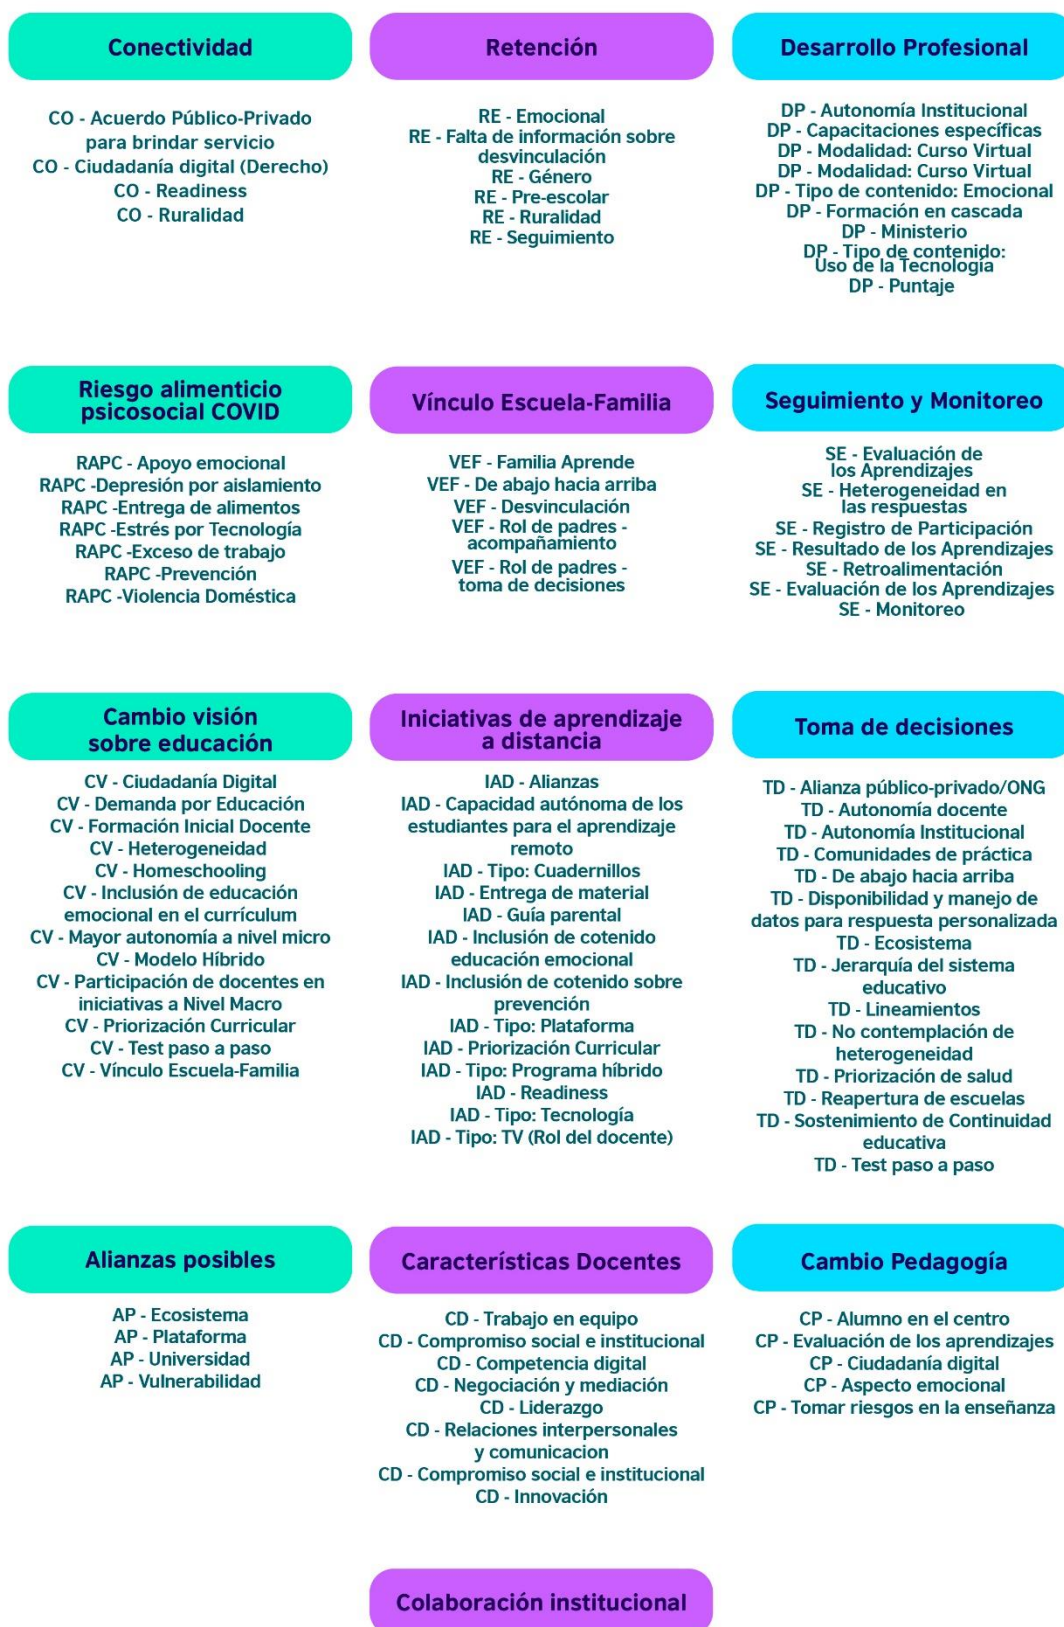 Conectividad
CO - Acuerdo Público-Privado
para brindar servicio
CO - Ciudadanía digital (Derecho)
CO - Readiness
CO - Ruralidad
Retención
RE - Emocional
RE - Falta de información sobre
desvinculación
RE - Género
RE - Pre-escolar
RE - Ruralidad
RE - Seguimiento
Desarrollo Profesional
DP - Autonomía Institucional
DP - Capacitaciones específicas
DP - Modalidad: Curso Virtual
DP - Modalidad: Curso Virtual
DP - Tipo de contenido: Emocional
DP - Formación en cascada
DP - Ministerio
DP - Tipo de contenido:
Uso de la Tecnología
DP - Puntaje
Riesgo alimenticio
psicosocial COVID
RAPC - Apoyo emocional
RAPC -Depresión por aislamiento
RAPC -Entrega de alimentos
RAPC -Estrés por Tecnología
RAPC -Exceso de trabajo
RAPC -Prevención
RAPC -Violencia Doméstica
Vínculo Escuela-Familia
VEF - Familia Aprende
VEF - De abajo hacia arriba
VEF - Desvinculación
VEF - Rol de padres -
acompañamiento
VEF - Rol de padres -
toma de decisiones
Seguimiento y Monitoreo
SE - Evaluación de
los Aprendizajes
SE - Heterogeneidad en
las respuestas
SE - Registro de Participación
SE - Resultado de los Aprendizajes
SE - Retroalimentación
SE - Evaluación de los Aprendizajes
SE - Monitoreo
Cambio visión
sobre educación
CV - Ciudadanía Digital
CV - Demanda por Educación
CV - Formación Inicial Docente
CV - Heterogeneidad
CV - Homeschooling
CV - Inclusión de educación
emocional en el currículum
CV - Mayor autonomía a nivel micro
CV - Modelo Híbrido
CV - Participación de docentes en
iniciativas a Nivel Macro
CV - Priorización Curricular
CV - Test paso a paso
CV - Vínculo Escuela-Familia
Iniciativas de aprendizaje
a distancia
IAD - Alianzas
IAD - Capacidad autónoma de los
estudiantes para el aprendizaje
remoto
IAD - Tipo: Cuadernillos
IAD - Entrega de material
IAD - Guía parental
IAD - Inclusión de cotenido
educación emocional
IAD - Inclusión de cotenido sobre
prevención
IAD - Tipo: Plataforma
IAD - Priorización Curricular
IAD - Tipo: Programa híbrido
IAD - Readiness
IAD - Tipo: Tecnología
IAD - Tipo: TV (Rol del docente)
Toma de decisiones
TD - Alianza público-privado/ONG
TD - Autonomía docente
TD - Autonomía Institucional
TD - Comunidades de práctica
TD - De abajo hacia arriba
TD - Disponibilidad y manejo de
datos para respuesta personalizada
TD - Ecosistema
TD - Jerarquía del sistema
educativo
TD - Lineamientos
TD - No contemplación de
heterogeneidad
TD - Priorización de salud
TD - Reapertura de escuelas
TD - Sostenimiento de Continuidad
educativa
TD - Test paso a paso
Alianzas posibles
AP - Ecosistema
AP - Plataforma
AP - Universidad
AP - Vulnerabilidad
Características Docentes
CD - Trabajo en equipo
CD - Compromiso social e institucional
CD - Competencia digital
CD - Negociación y mediación
CD - Liderazgo
CD - Relaciones interpersonales
y comunicacion
CD - Compromiso social e institucional
CD - Innovación
Cambio Pedagogía
CP - Alumno en el centro
CP - Evaluación de los aprendizajes
CP - Ciudadanía digital
CP - Aspecto emocional
CP - Tomar riesgos en la enseñanza
Colaboración institucional